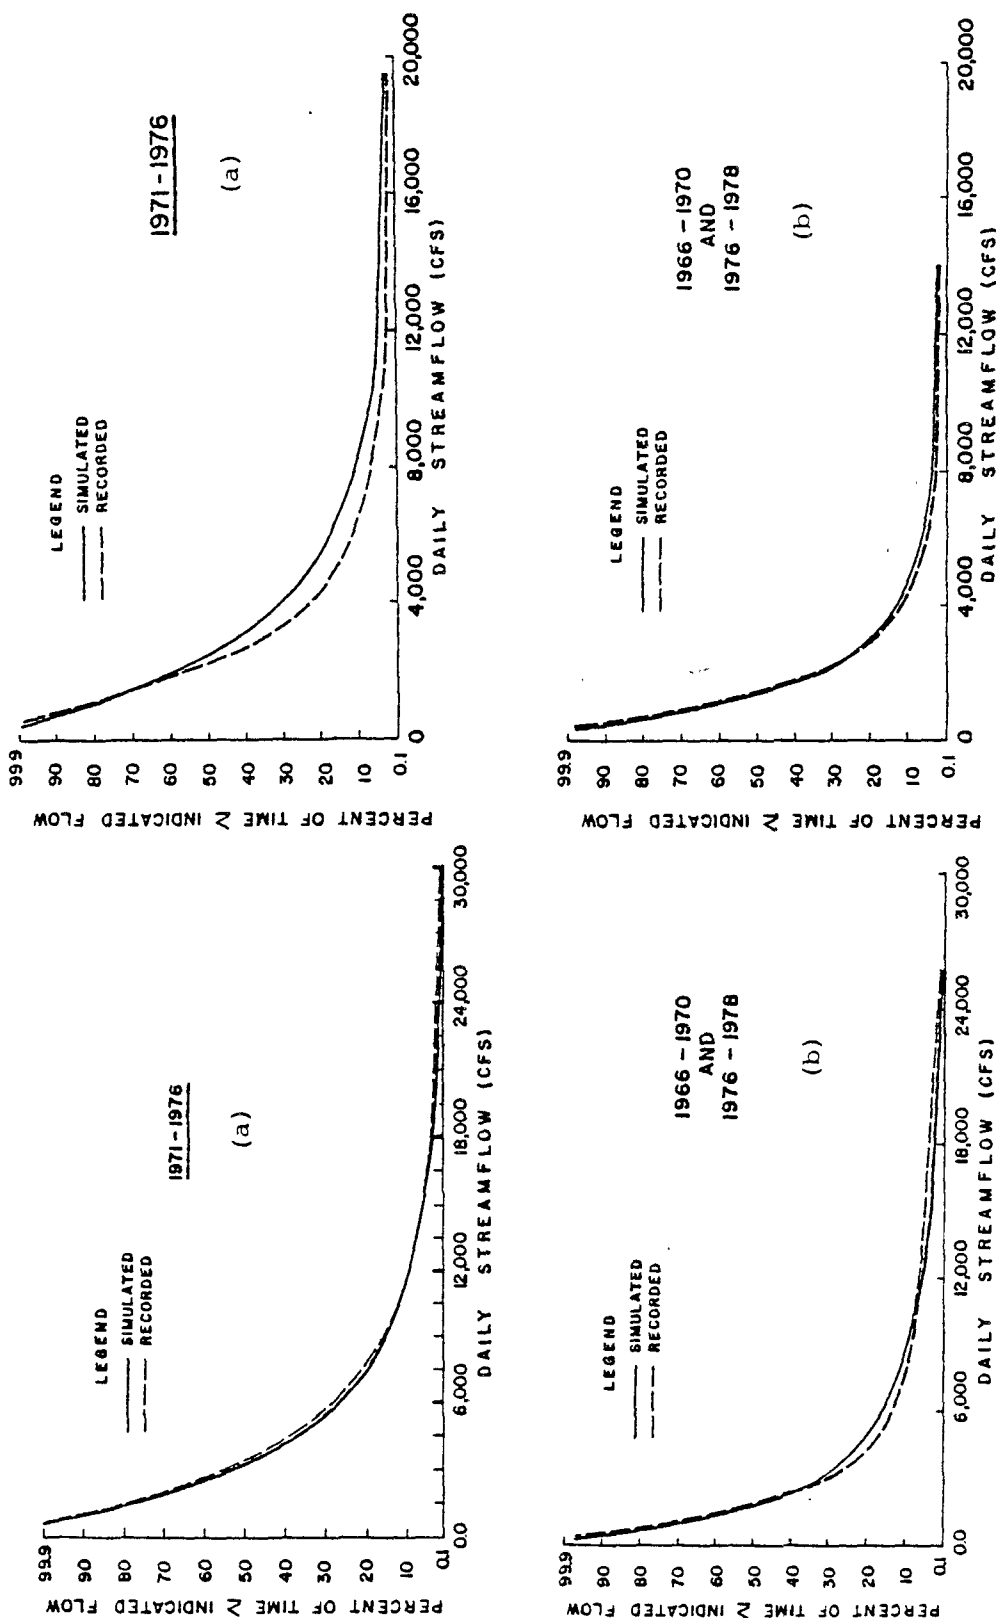 1971-1976
(a)
LEGEND
SIMULATED
RECORDED
PERCENT OF TIME ≥ INDICATED FLOW
99.9
90
80
70
60
50
40
30
20
10
0.1
0.0
6,000
12,000
18,000
24,000
30,000
DAILY STREAMFLOW (CFS)
1971-1976
(a)
LEGEND
SIMULATED
RECORDED
PERCENT OF TIME ≥ INDICATED FLOW
99.9
90
80
70
60
50
40
30
20
10
0.1
0
4,000
8,000
12,000
16,000
20,000
DAILY STREAMFLOW (CFS)
1966-1970
AND
1976-1978
(b)
LEGEND
SIMULATED
RECORDED
PERCENT OF TIME ≥ INDICATED FLOW
99.9
90
80
70
60
50
40
30
20
10
0.1
0.0
6,000
12,000
18,000
24,000
30,000
DAILY STREAMFLOW (CFS)
1966-1970
AND
1976-1978
(b)
LEGEND
SIMULATED
RECORDED
PERCENT OF TIME ≥ INDICATED FLOW
99.9
90
80
70
60
50
40
30
20
10
0.1
0
4,000
8,000
12,000
16,000
20,000
DAILY STREAMFLOW (CFS)